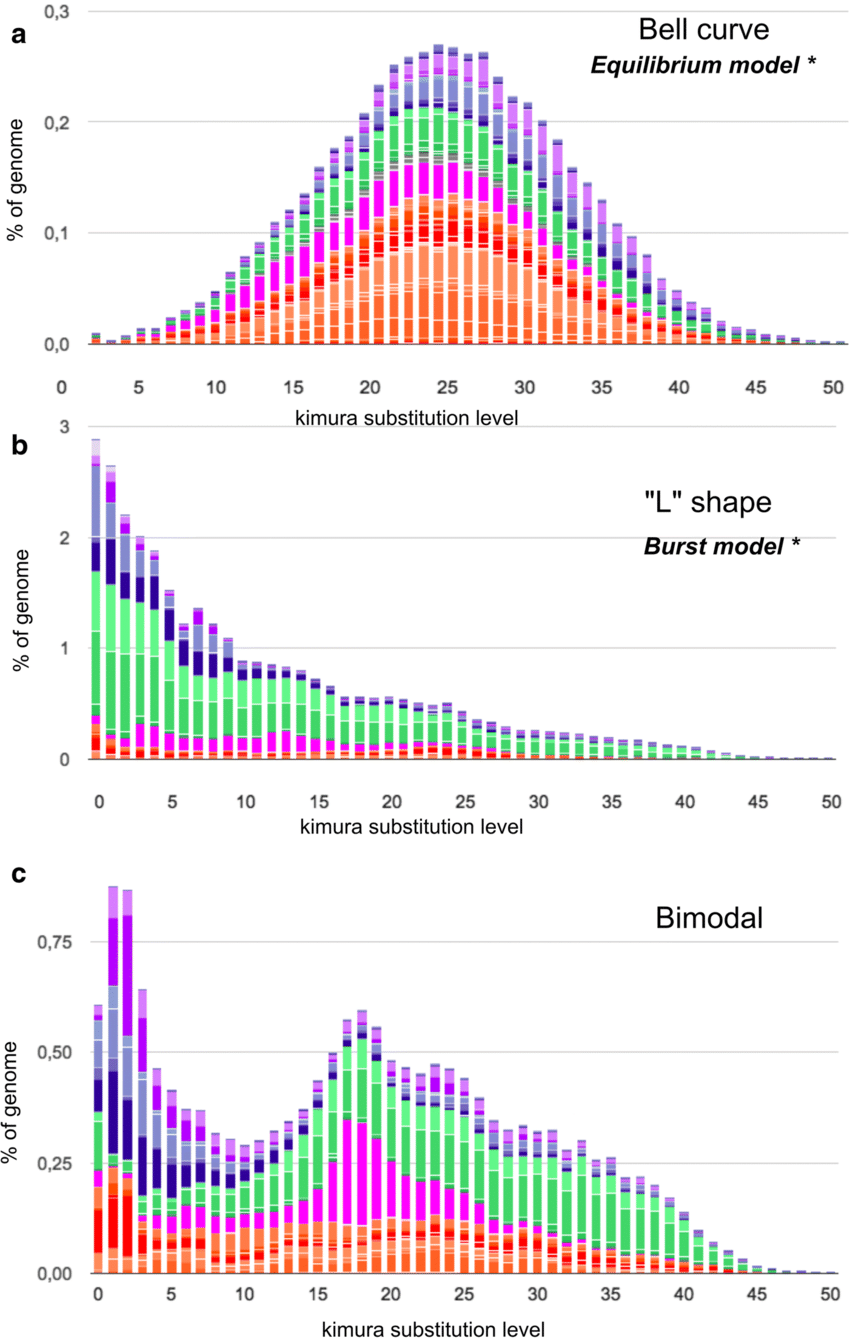 a
0,3
0,2
0,1
0,0
% of genome
Bell curve
Equilibrium model *
0 5 10 15 20 25 30 35 40 45 50
kimura substitution level
b
3
2
1
0
% of genome
"L" shape
Burst model *
0 5 10 15 20 25 30 35 40 45 50
kimura substitution level
c
0,75
0,50
0,25
0,00
% of genome
Bimodal
0 5 10 15 20 25 30 35 40 45 50
kimura substitution level